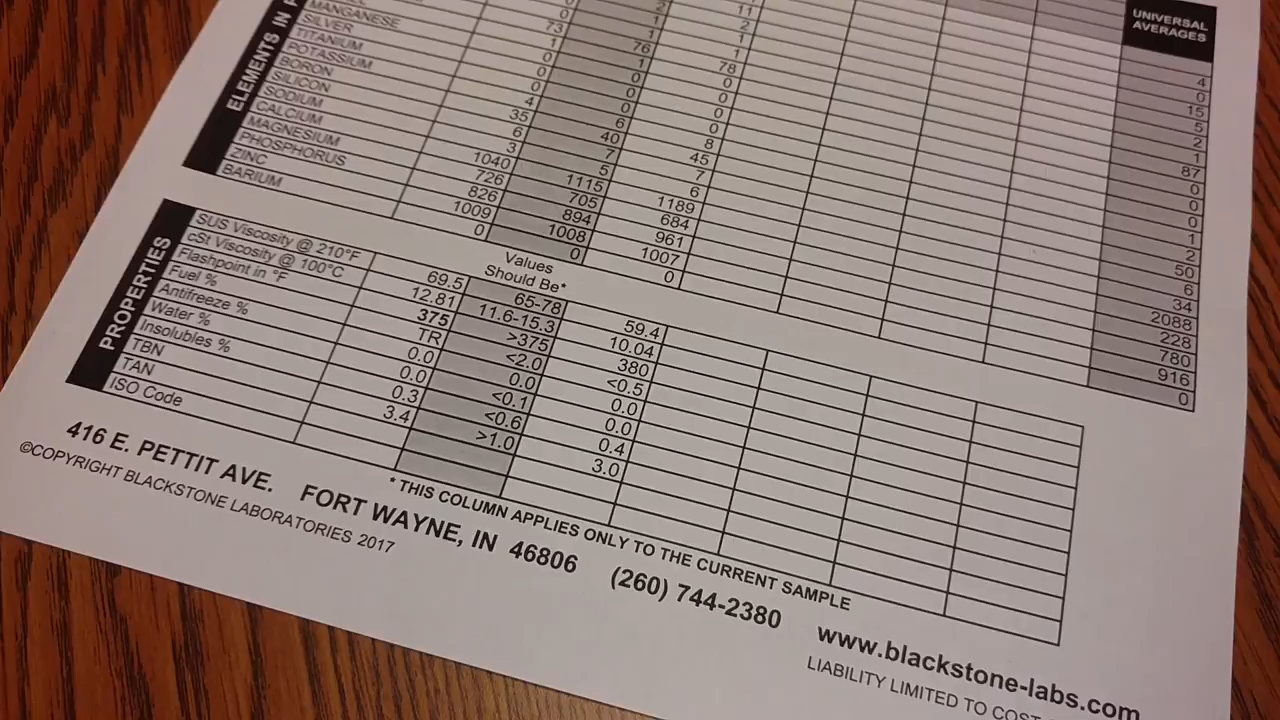 UNIVERSAL
AVERAGES
ELEMENTS IN
0 2 11 4
0 1 2 0
1 15
1 5
2
1
73 76 78 87
1 1 0 0
MANGANESE 0 0 0 0
SILVER 0 0 0 0
TITANIUM 0 0 0 1
POTASSIUM 4 6 8 2
BORON 35 40 45 50
SILICON 6 7 7 6
SODIUM 3 5 6 34
CALCIUM 1040 1115 1189 2088
MAGNESIUM 726 705 684 228
PHOSPHORUS 826 894 961 780
ZINC 1009 1008 1007 916
BARIUM 0 0 0 0
Values
Should Be*
PROPERTIES
SUS Viscosity @ 210°F 69.5 65-78 59.4
cSt Viscosity @ 100°C 12.81 11.6-15.3 10.04
Flashpoint in °F 375 >375 380
Fuel % TR <2.0 <0.5
Antifreeze % 0.0 0.0 0.0
Water % 0.0 <0.1 0.0
Insolubles % 0.3 <0.6 0.4
TBN 3.4 >1.0 3.0
TAN
ISO Code
* THIS COLUMN APPLIES ONLY TO THE CURRENT SAMPLE
416 E. PETTIT AVE. FORT WAYNE, IN 46806 (260) 744-2380 www.blackstone-labs.com
©COPYRIGHT BLACKSTONE LABORATORIES 2017
LIABILITY LIMITED TO COST